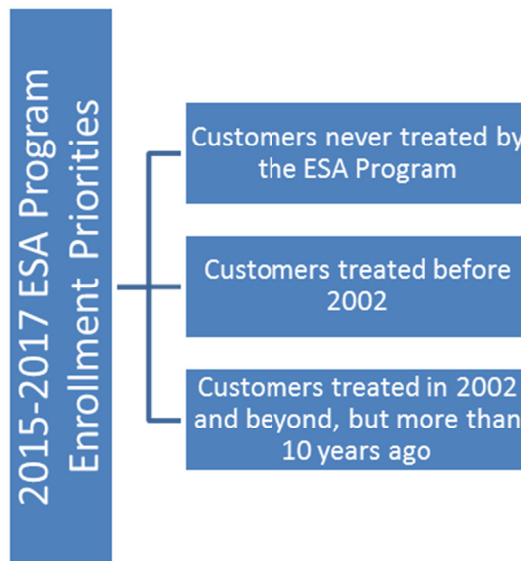 2015-2017 ESA Program
Enrollment Priorities
Customers never treated by
the ESA Program
Customers treated before
2002
Customers treated in 2002
and beyond, but more than
10 years ago